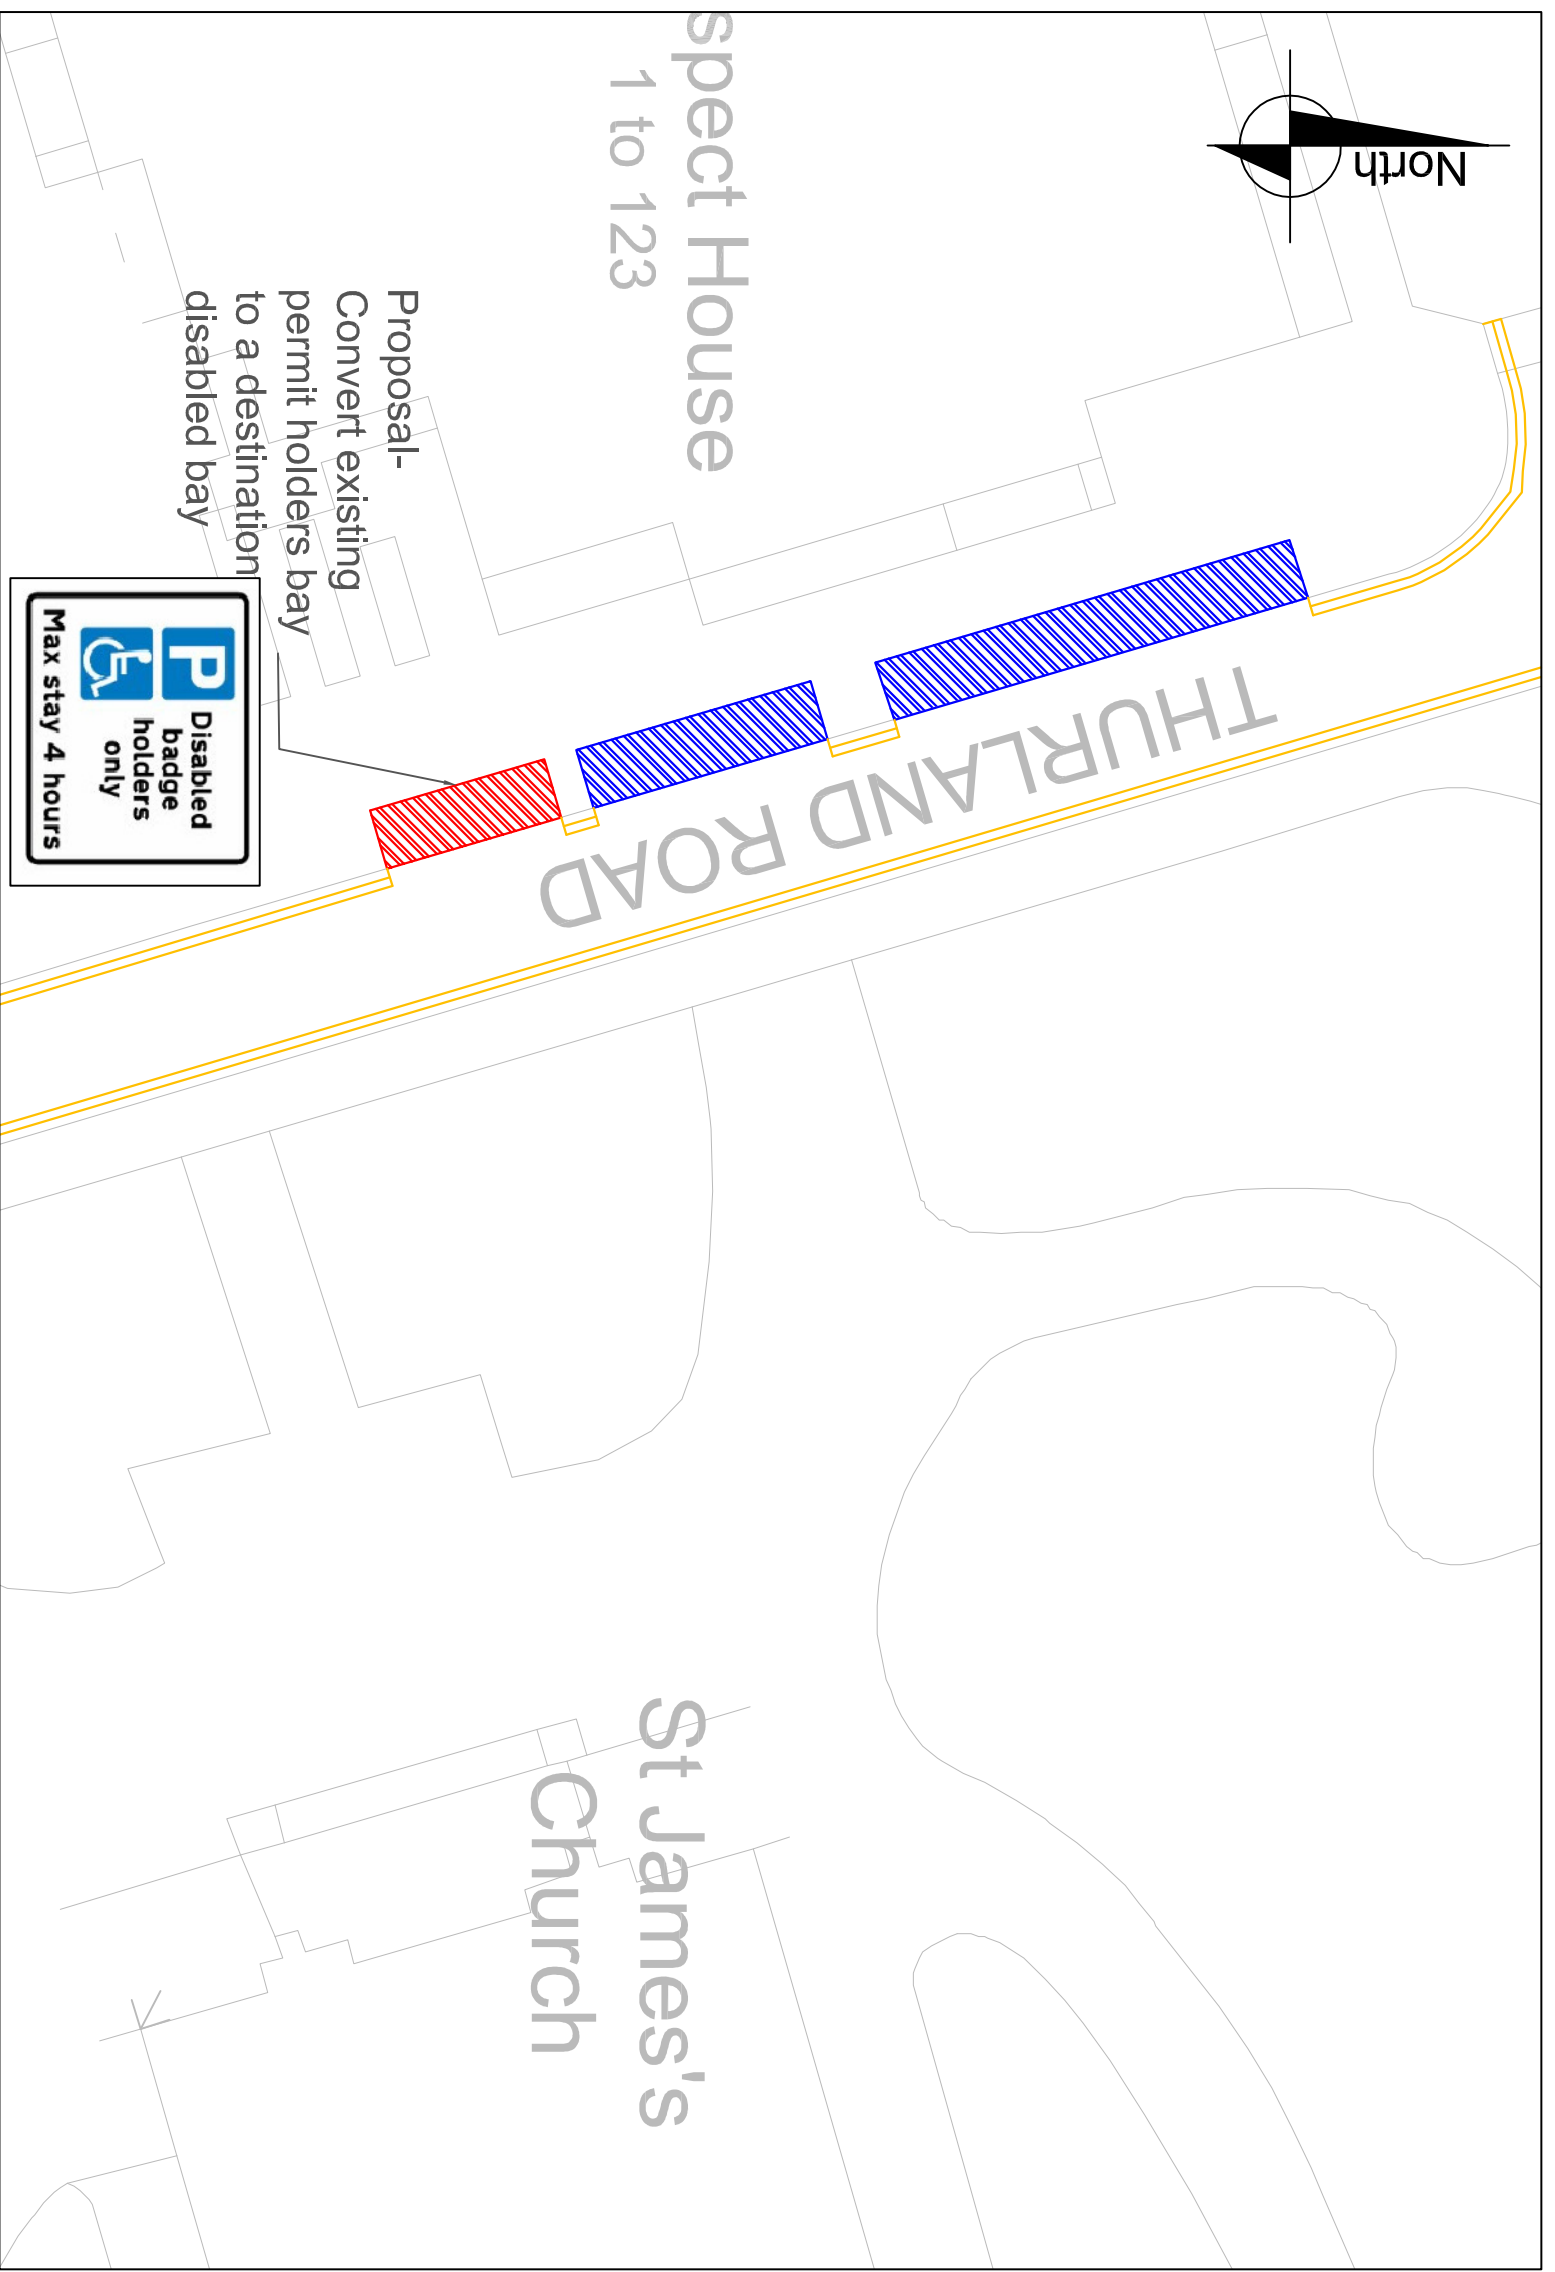 North
spect House
1 to 123
Proposal-
Convert existing
permit holders bay
to a destination
disabled bay
P
Disabled
badge
holders
only
Max stay 4 hours
THURLAND ROAD
St James's
Church